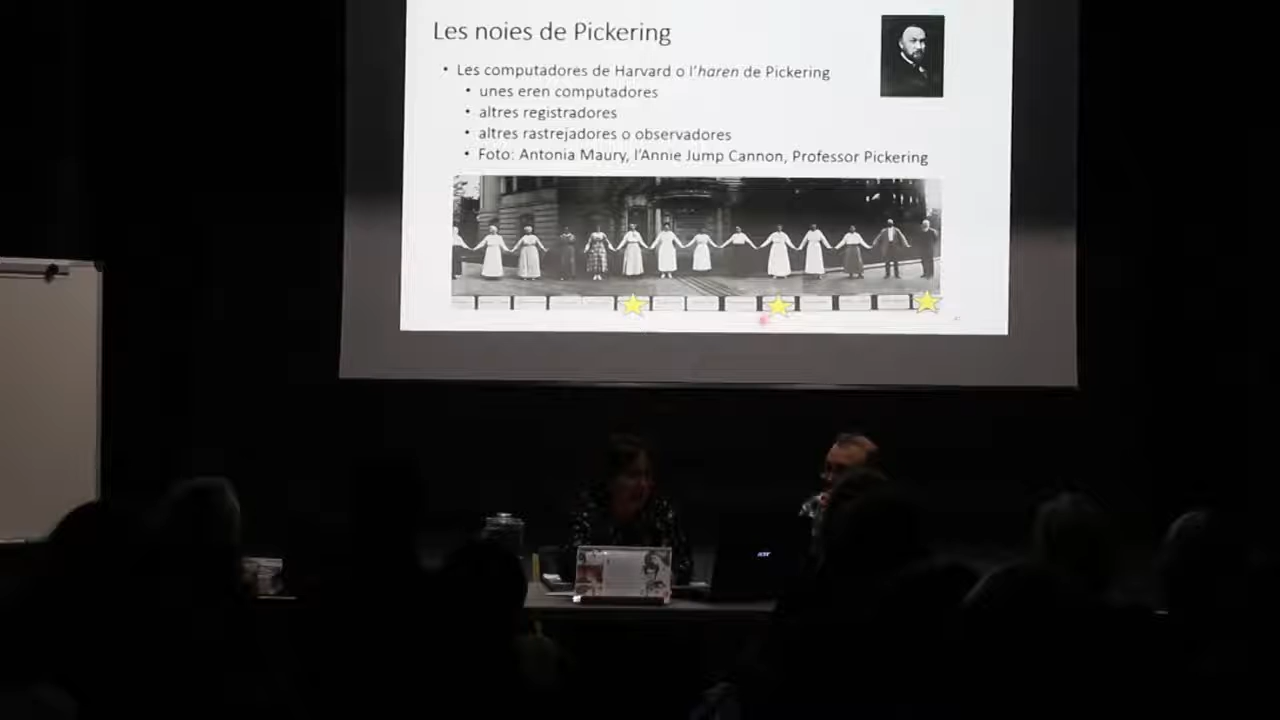 Les noies de Pickering
• Les computadores de Harvard o l'haren de Pickering
• unes eren computadores
• altres registradores
• altres rastrejadores o observadores
• Foto: Antonia Maury, l'Annie Jump Cannon, Professor Pickering
acer